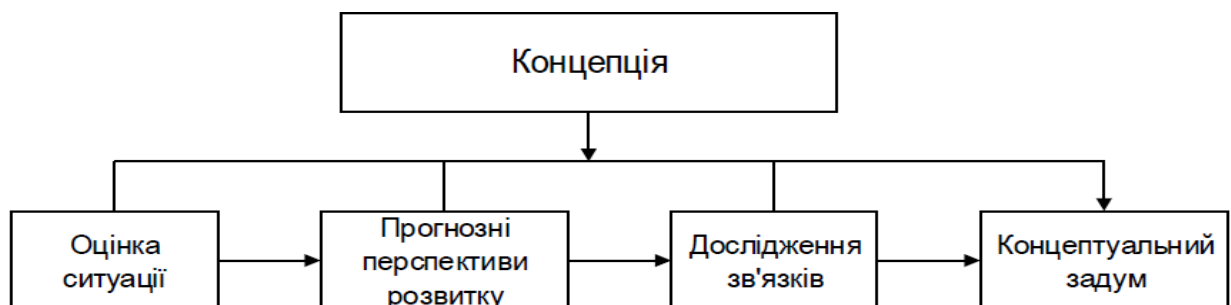 Концепція
Оцінка
ситуації
Прогнозні
перспективи
розвитку
Дослідження
зв'язків
Концептуальний
задум